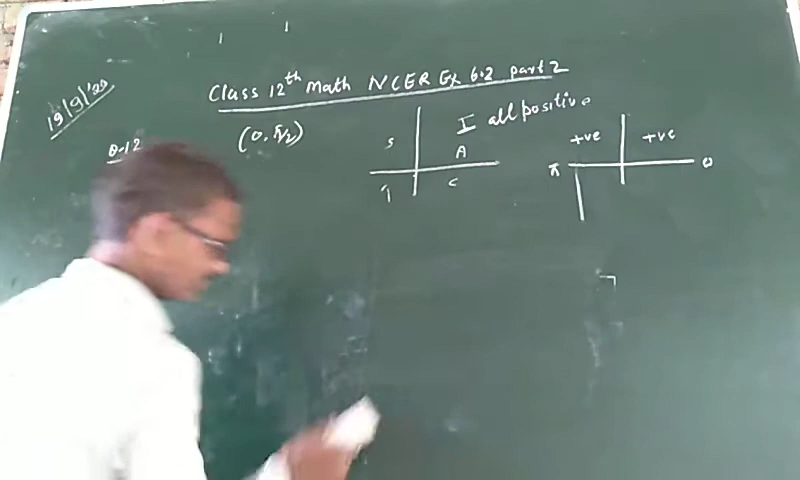 19/9/'20
Class 12th Math NCER Ex 6.2 part 2
Q.12
(0, π/2)
S
I all positive
A
T
C
+ve +ve
π 0